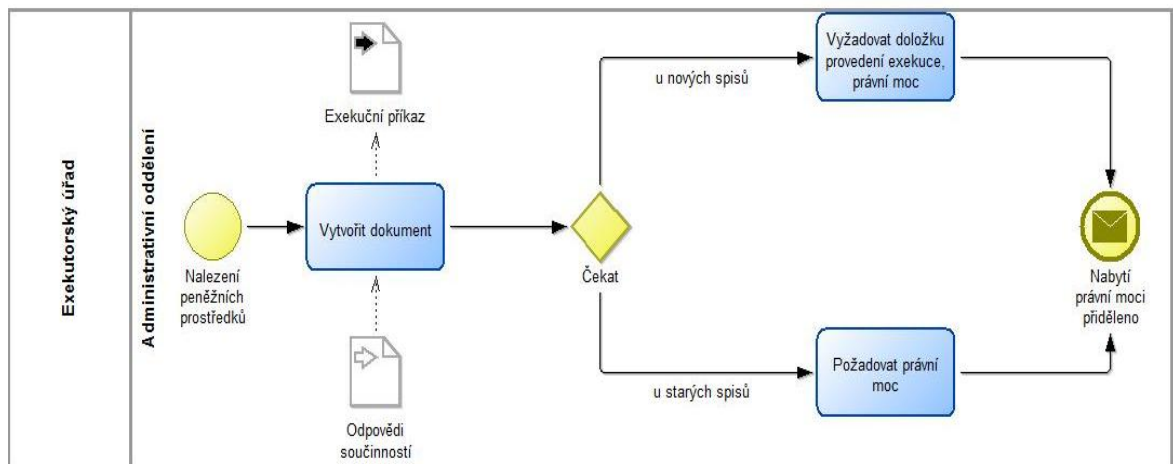 Exekutorský úřad
Administrativní oddělení
Nalezení
peněžních
prostředků
Exekuční příkaz
Vytvořit dokument
Odpovědi
součinností
Čekat
u nových spisů
u starých spisů
Vyžadovat doložku
provedení exekuce,
právní moc
Požadovat právní
moc
Nabytí
právní moci
přiděleno